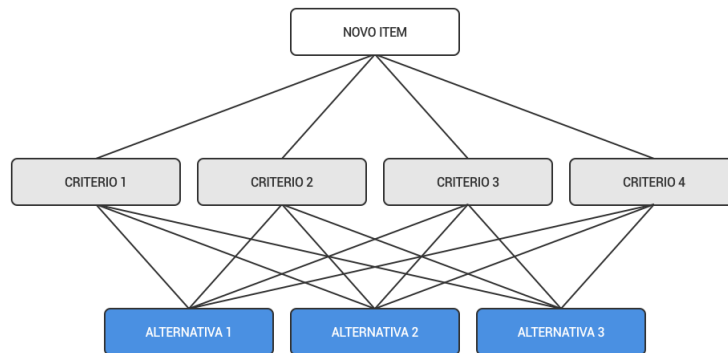 NOVO ITEM
CRITERIO 1
CRITERIO 2
CRITERIO 3
CRITERIO 4
ALTERNATIVA 1
ALTERNATIVA 2
ALTERNATIVA 3